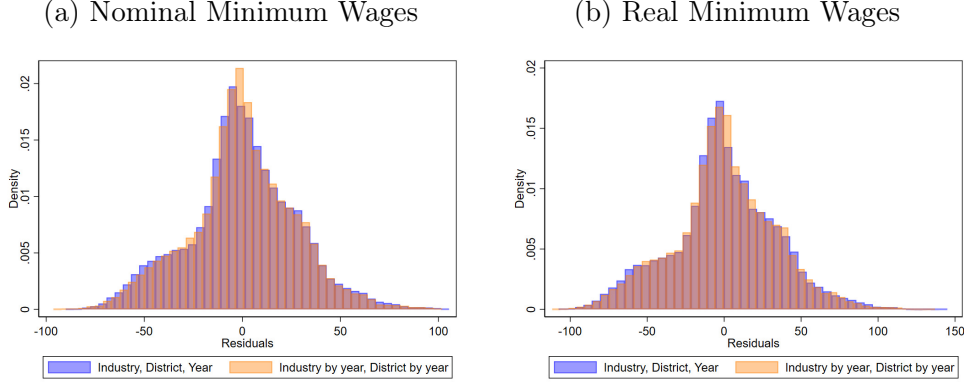 (a) Nominal Minimum Wages
.02
.015
.01
.005
0
Density
-100 -50 0 50 100
Residuals
Industry, District, Year Industry by year, District by year
(b) Real Minimum Wages
.02
.015
.01
.005
0
Density
-100 -50 0 50 100 150
Residuals
Industry, District, Year Industry by year, District by year